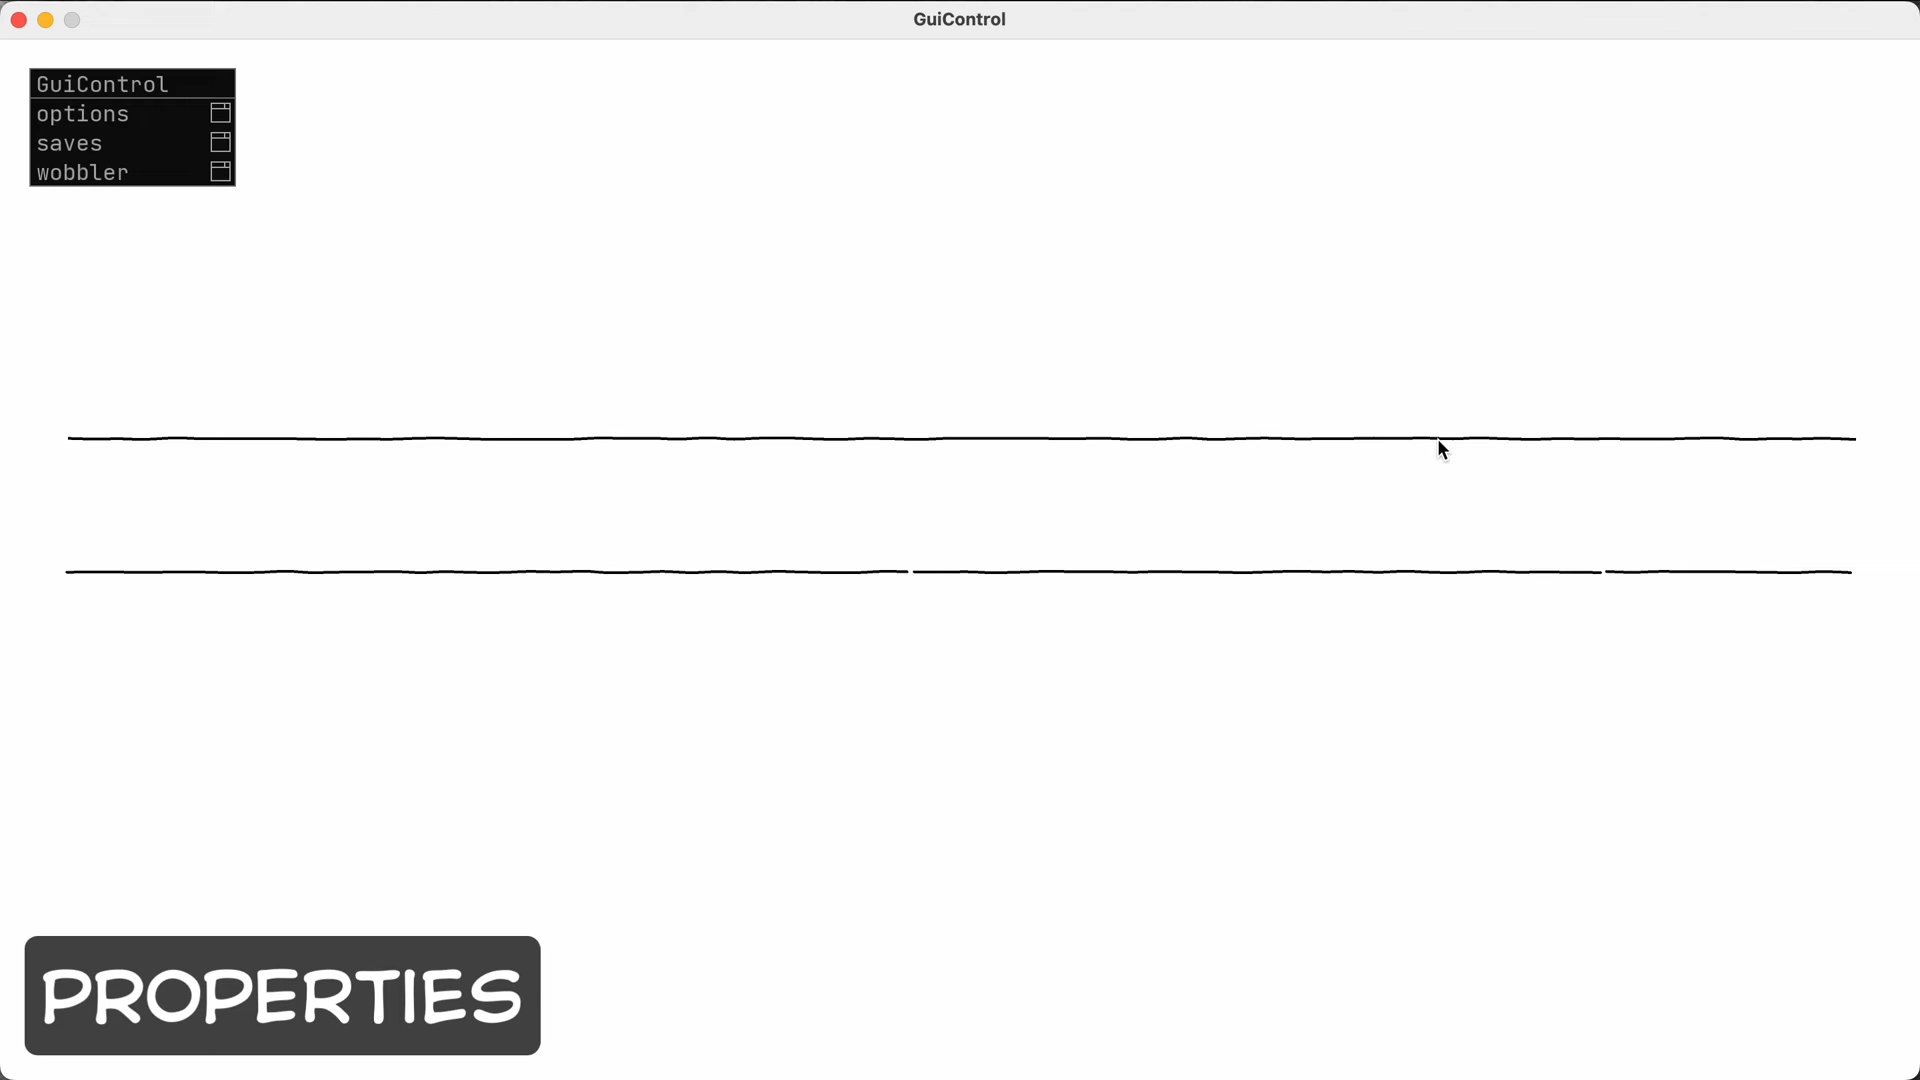 GuiControl
GuiControl
options
saves
wobbler
PROPERTIES